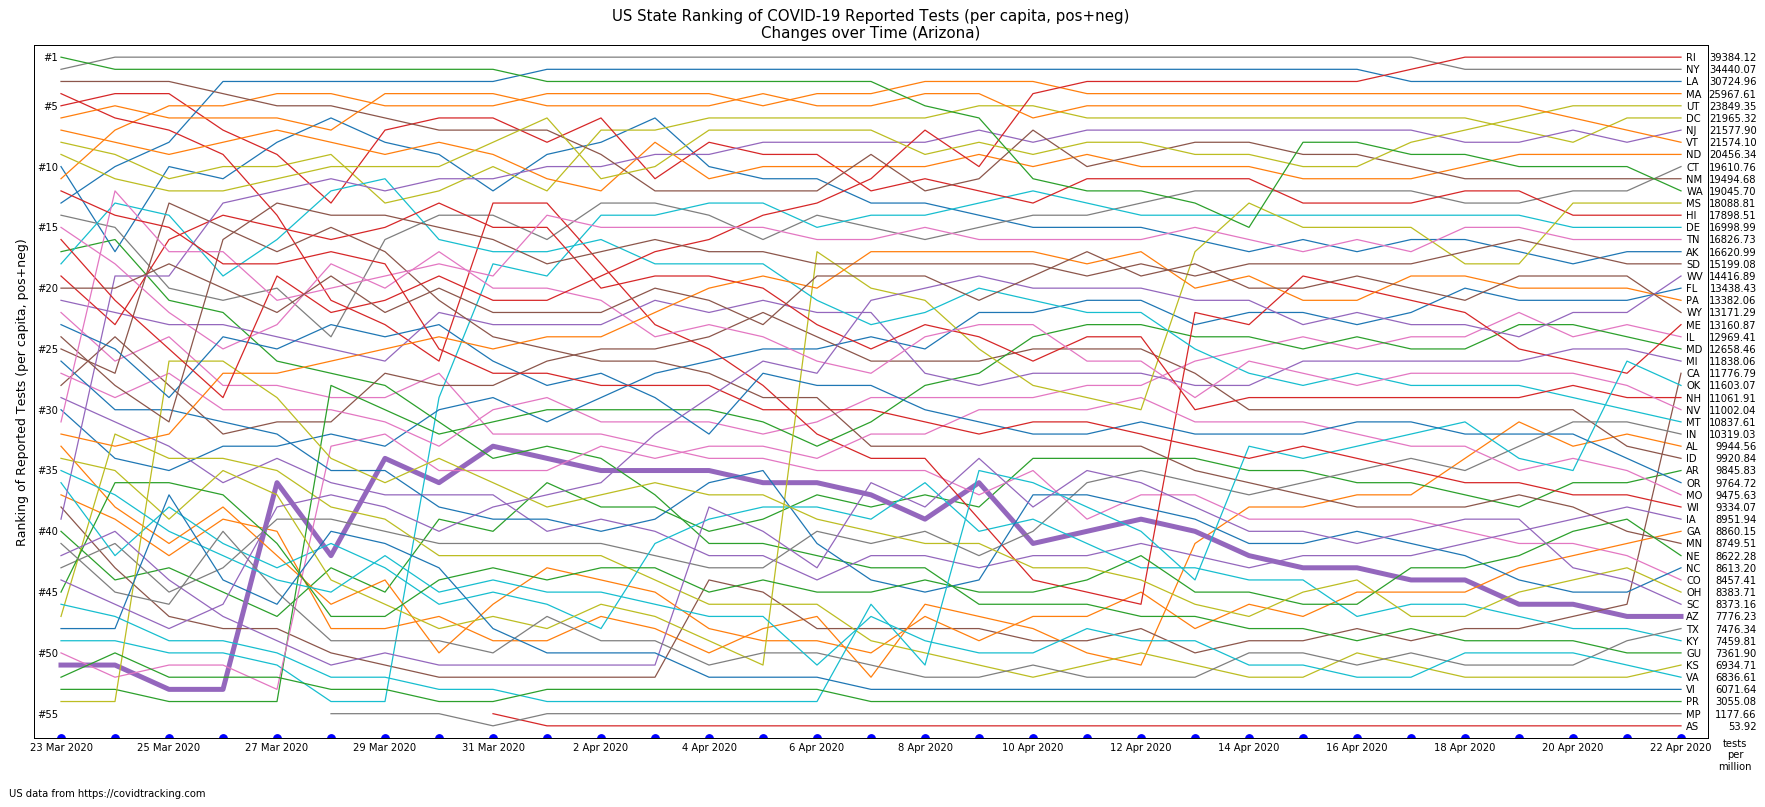 US State Ranking of COVID-19 Reported Tests (per capita, pos+neg)
Changes over Time (Arizona)
Ranking of Reported Tests (per capita, pos+neg)
#1
#5
#10
#15
#20
#25
#30
#35
#40
#45
#50
#55
RI 39384.12
NY 34440.07
LA 30724.96
MA 25967.61
UT 23849.35
DC 21965.32
NJ 21577.90
VT 21574.10
ND 20456.34
CT 19610.76
NM 19494.68
WA 19045.70
MS 18088.81
HI 17898.51
DE 16998.99
TN 16826.73
AK 16620.99
SD 15199.08
WV 14416.89
FL 13438.43
PA 13382.06
WY 13171.29
ME 13160.87
IL 12969.41
MD 12658.46
MI 11838.06
CA 11776.79
OK 11603.07
NH 11061.91
NV 11002.04
MT 10837.61
IN 10319.03
AL 9944.56
ID 9920.84
AR 9845.83
OR 9764.72
MO 9475.63
WI 9334.07
IA 8951.94
GA 8860.15
MN 8749.51
NE 8622.28
NC 8613.20
CO 8457.41
OH 8383.71
SC 8373.16
AZ 7776.23
TX 7476.34
KY 7459.81
GU 7361.90
KS 6934.71
VA 6836.61
VI 6071.64
PR 3055.08
MP 1177.66
AS 53.92
23 Mar 2020 25 Mar 2020 27 Mar 2020 29 Mar 2020 31 Mar 2020 2 Apr 2020 4 Apr 2020 6 Apr 2020 8 Apr 2020 10 Apr 2020 12 Apr 2020 14 Apr 2020 16 Apr 2020 18 Apr 2020 20 Apr 2020 22 Apr 2020
tests
per
million
US data from https://covidtracking.com